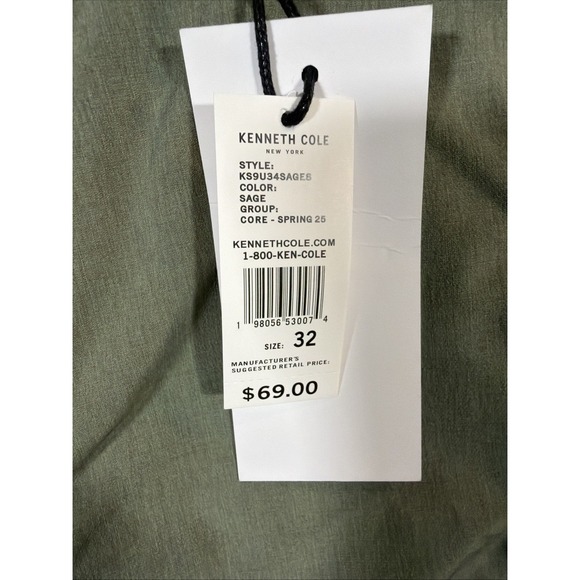 KENNETH COLE
NEW YORK
STYLE:
KS9U34SAGES
COLOR:
SAGE
GROUP:
CORE - SPRING 25
KENNETHCOLE.COM
1-800-KEN-COLE
1 98056 53007 4
SIZE: 32
MANUFACTURER'S
SUGGESTED RETAIL PRICE:
$69.00